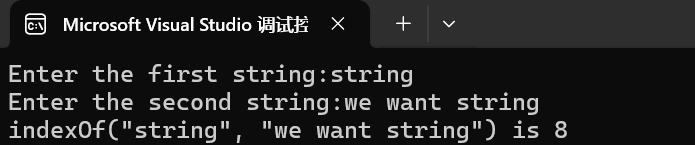 Microsoft Visual Studio 调试控
Enter the first string:string
Enter the second string:we want string
indexOf("string", "we want string") is 8